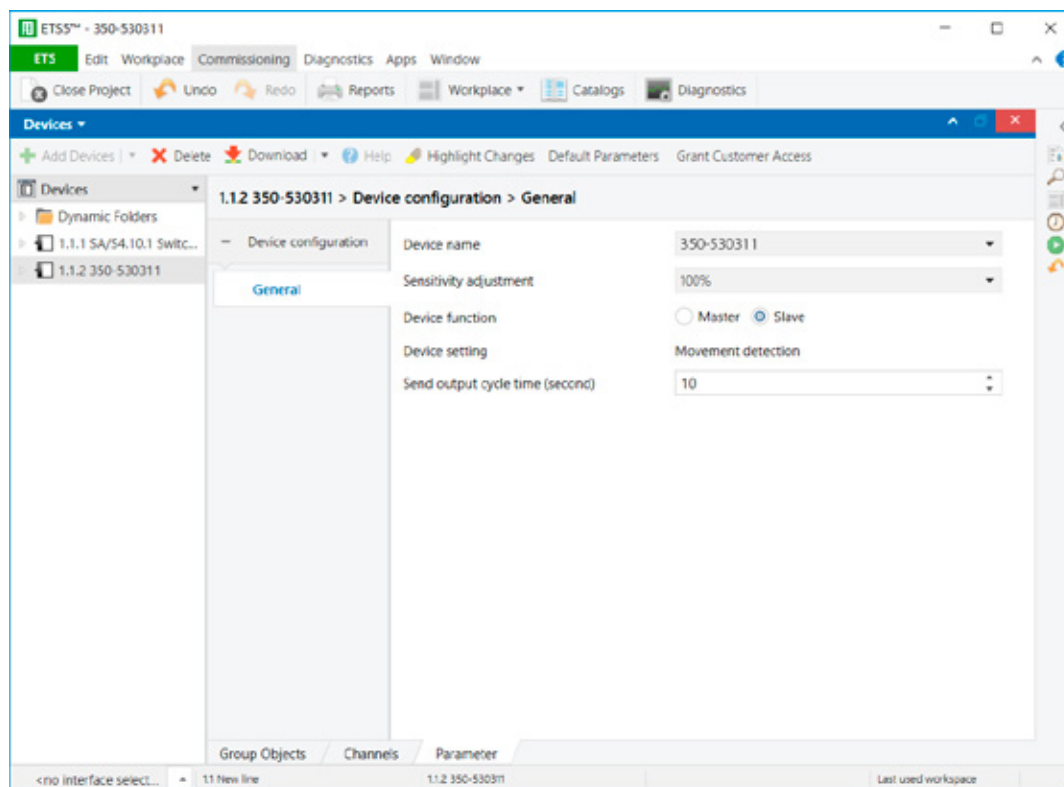 ETS5™ - 350-530311
ETS Edit Workplace Commissioning Diagnostics Apps Window
Close Project Undo Redo Reports Workplace Catalogs Diagnostics
Devices
Add Devices Delete Download Help Highlight Changes Default Parameters Grant Customer Access
Devices
Dynamic Folders
1.1.1 SA/S4.10.1 Switc...
1.1.2 350-530311
1.1.2 350-530311 > Device configuration > General
Device configuration
General
Device name 350-530311
Sensitivity adjustment 100%
Device function Master Slave
Device setting Movement detection
Send output cycle time (second) 10
Group Objects Channels Parameter
<no interface select... 1.1 New line 1.1.2 350-530311 Last used workspace